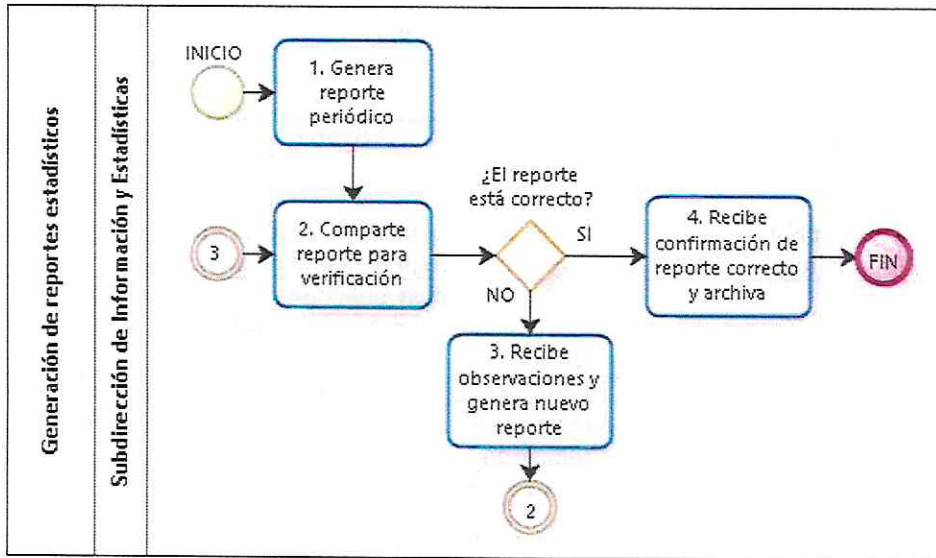 Generación de reportes estadísticos
Subdirección de Información y Estadísticas
INICIO
1. Genera
reporte
periódico
3
2. Comparte
reporte para
verificación
¿El reporte
está correcto?
SI
NO
4. Recibe
confirmación de
reporte correcto
y archiva
FIN
3. Recibe
observaciones y
genera nuevo
reporte
2